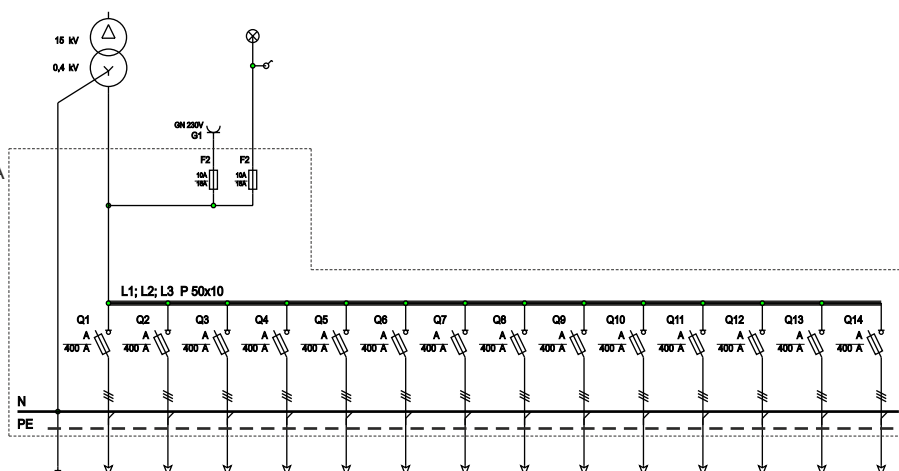 15 kV
0,4 kV
GN 230V
G1
F2
F2
10A
16A
10A
16A
A
L1; L2; L3 P 50x10
Q1
Q2
Q3
Q4
Q5
Q6
Q7
Q8
Q9
Q10
Q11
Q12
Q13
Q14
A
A
A
A
A
A
A
A
A
A
A
A
A
A
400 A
400 A
400 A
400 A
400 A
400 A
400 A
400 A
400 A
400 A
400 A
400 A
400 A
400 A
N
PE